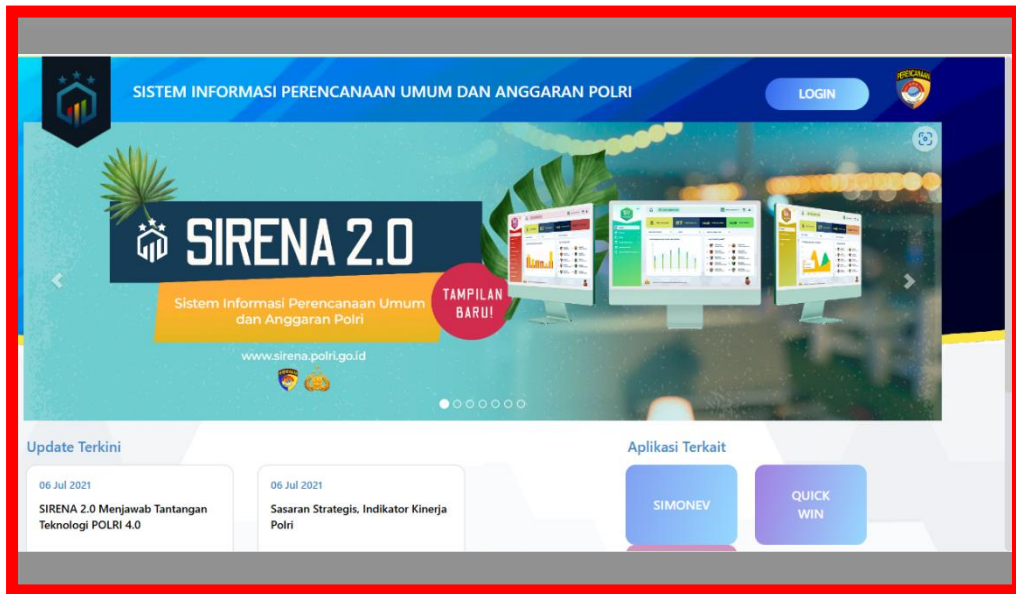 SISTEM INFORMASI PERENCANAAN UMUM DAN ANGGARAN POLRI
LOGIN
PERENCANAAN
SIRENA 2.0
Sistem Informasi Perencanaan Umum
dan Anggaran Polri
TAMPILAN
BARU!
www.sirena.polri.go.id
Update Terkini
Aplikasi Terkait
06 Jul 2021
SIRENA 2.0 Menjawab Tantangan
Teknologi POLRI 4.0
06 Jul 2021
Sasaran Strategis, Indikator Kinerja
Polri
SIMONEV
QUICK
WIN